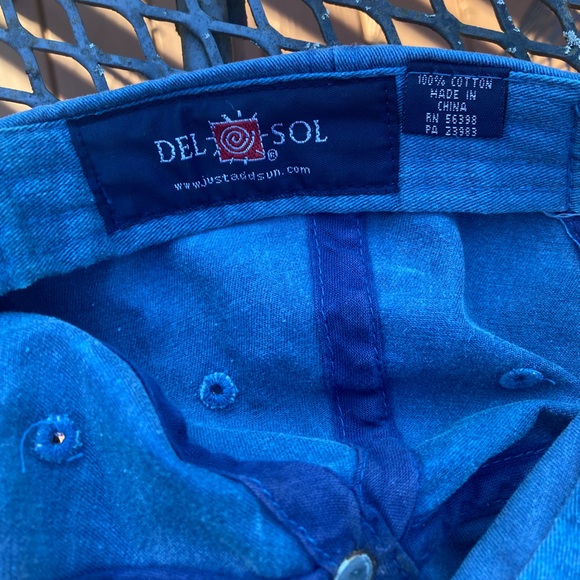 DEL SOL®
www.justaddsun.com
100% COTTON
MADE IN
CHINA
RN 56398
PA 23983